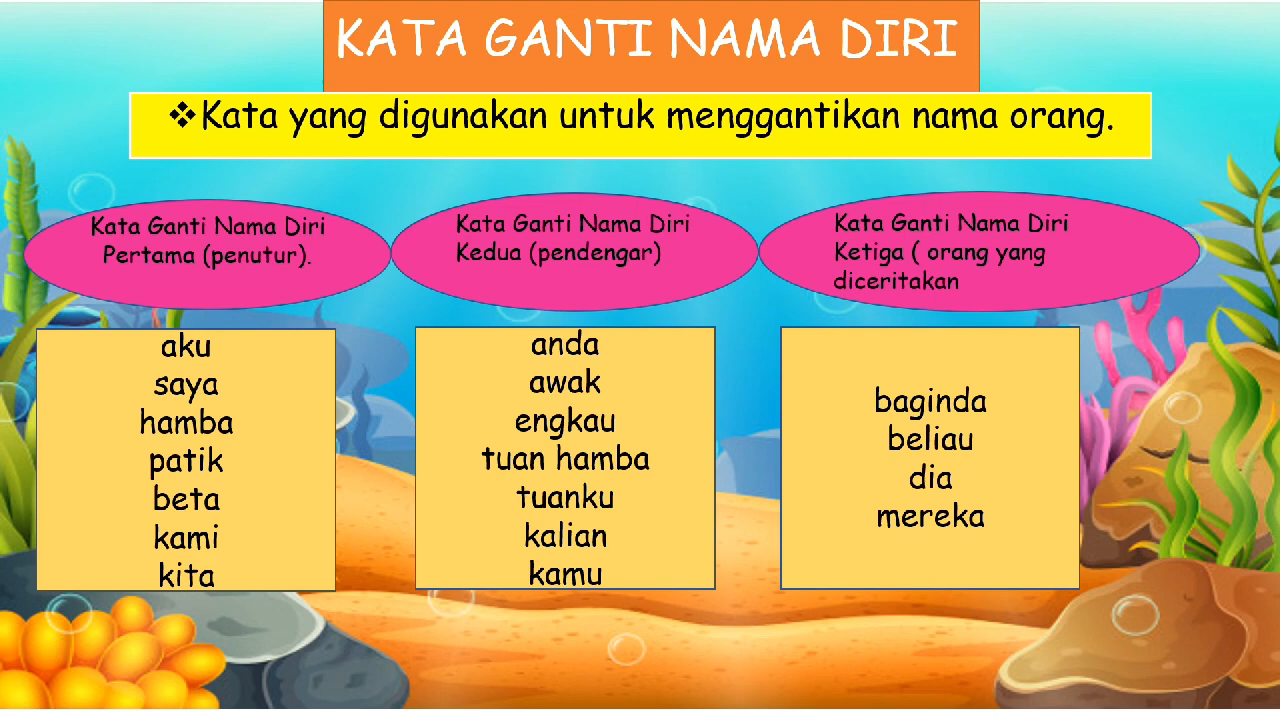 KATA GANTI NAMA DIRI
❖Kata yang digunakan untuk menggantikan nama orang.
Kata Ganti Nama Diri
Pertama (penutur).
aku
saya
hamba
patik
beta
kami
kita
Kata Ganti Nama Diri
Kedua (pendengar)
anda
awak
engkau
tuan hamba
tuanku
kalian
kamu
Kata Ganti Nama Diri
Ketiga ( orang yang
diceritakan
baginda
beliau
dia
mereka